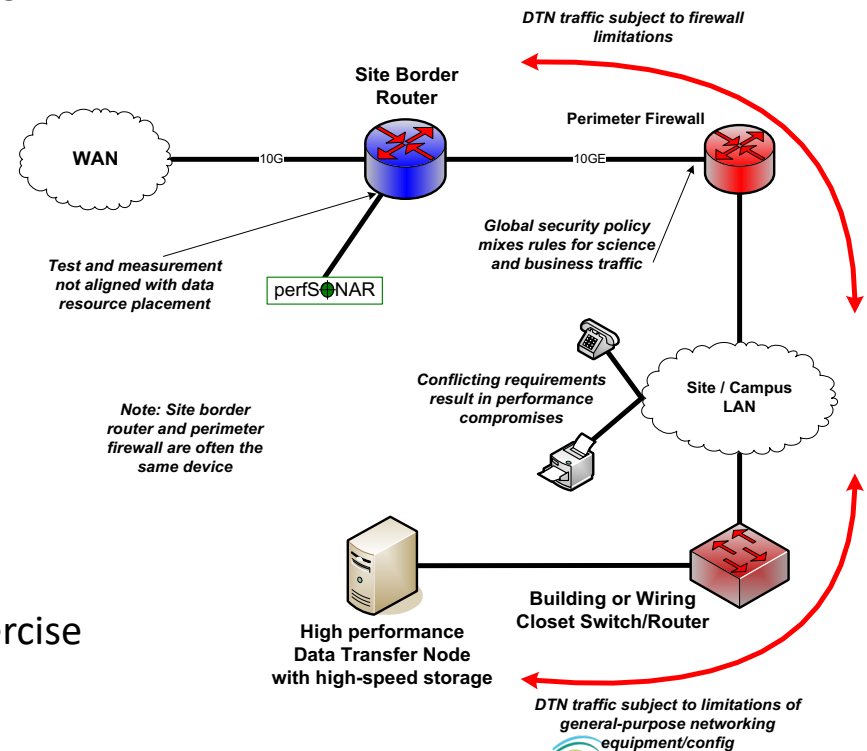 DTN traffic subject to firewall
limitations
Site Border
Router
Perimeter Firewall
WAN
10G
10GE
Global security policy
mixes rules for science
and business traffic
Test and measurement
not aligned with data
resource placement
perfSONAR
Conflicting requirements
result in performance
compromises
Site / Campus
LAN
Note: Site border
router and perimeter
firewall are often the
same device
ercise
High performance
Data Transfer Node
with high-speed storage
Building or Wiring
Closet Switch/Router
DTN traffic subject to limitations of
general-purpose networking
equipment/config